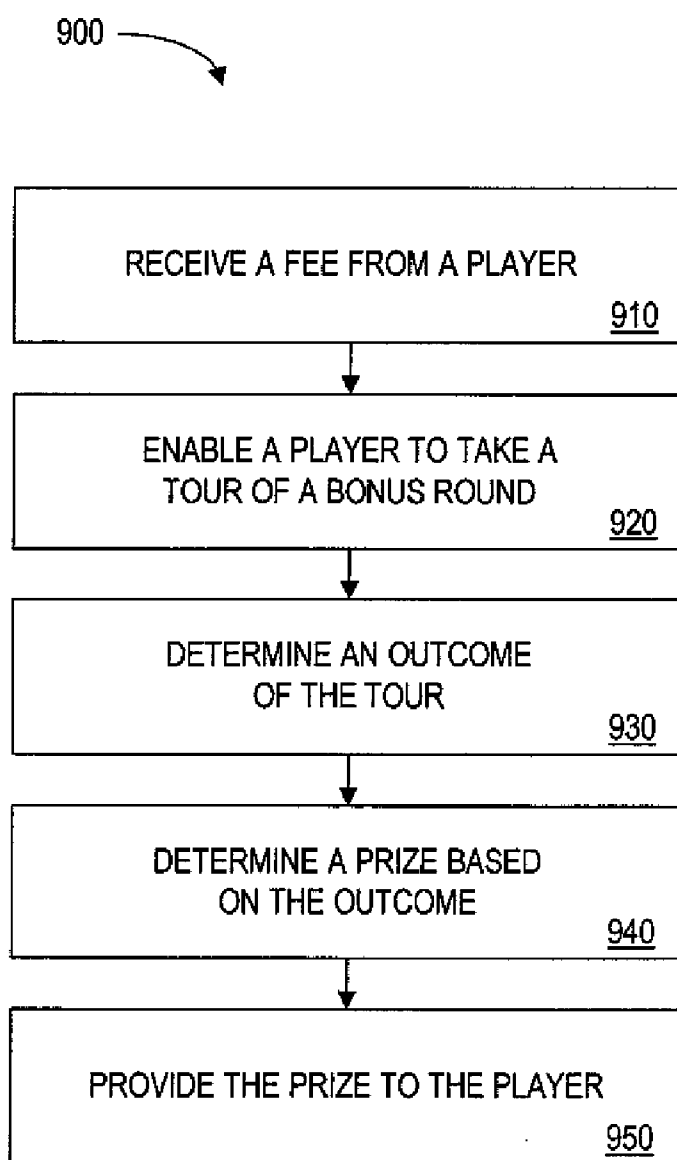 900
RECEIVE A FEE FROM A PLAYER
910
ENABLE A PLAYER TO TAKE A
TOUR OF A BONUS ROUND
920
DETERMINE AN OUTCOME
OF THE TOUR
930
DETERMINE A PRIZE BASED
ON THE OUTCOME
940
PROVIDE THE PRIZE TO THE PLAYER
950